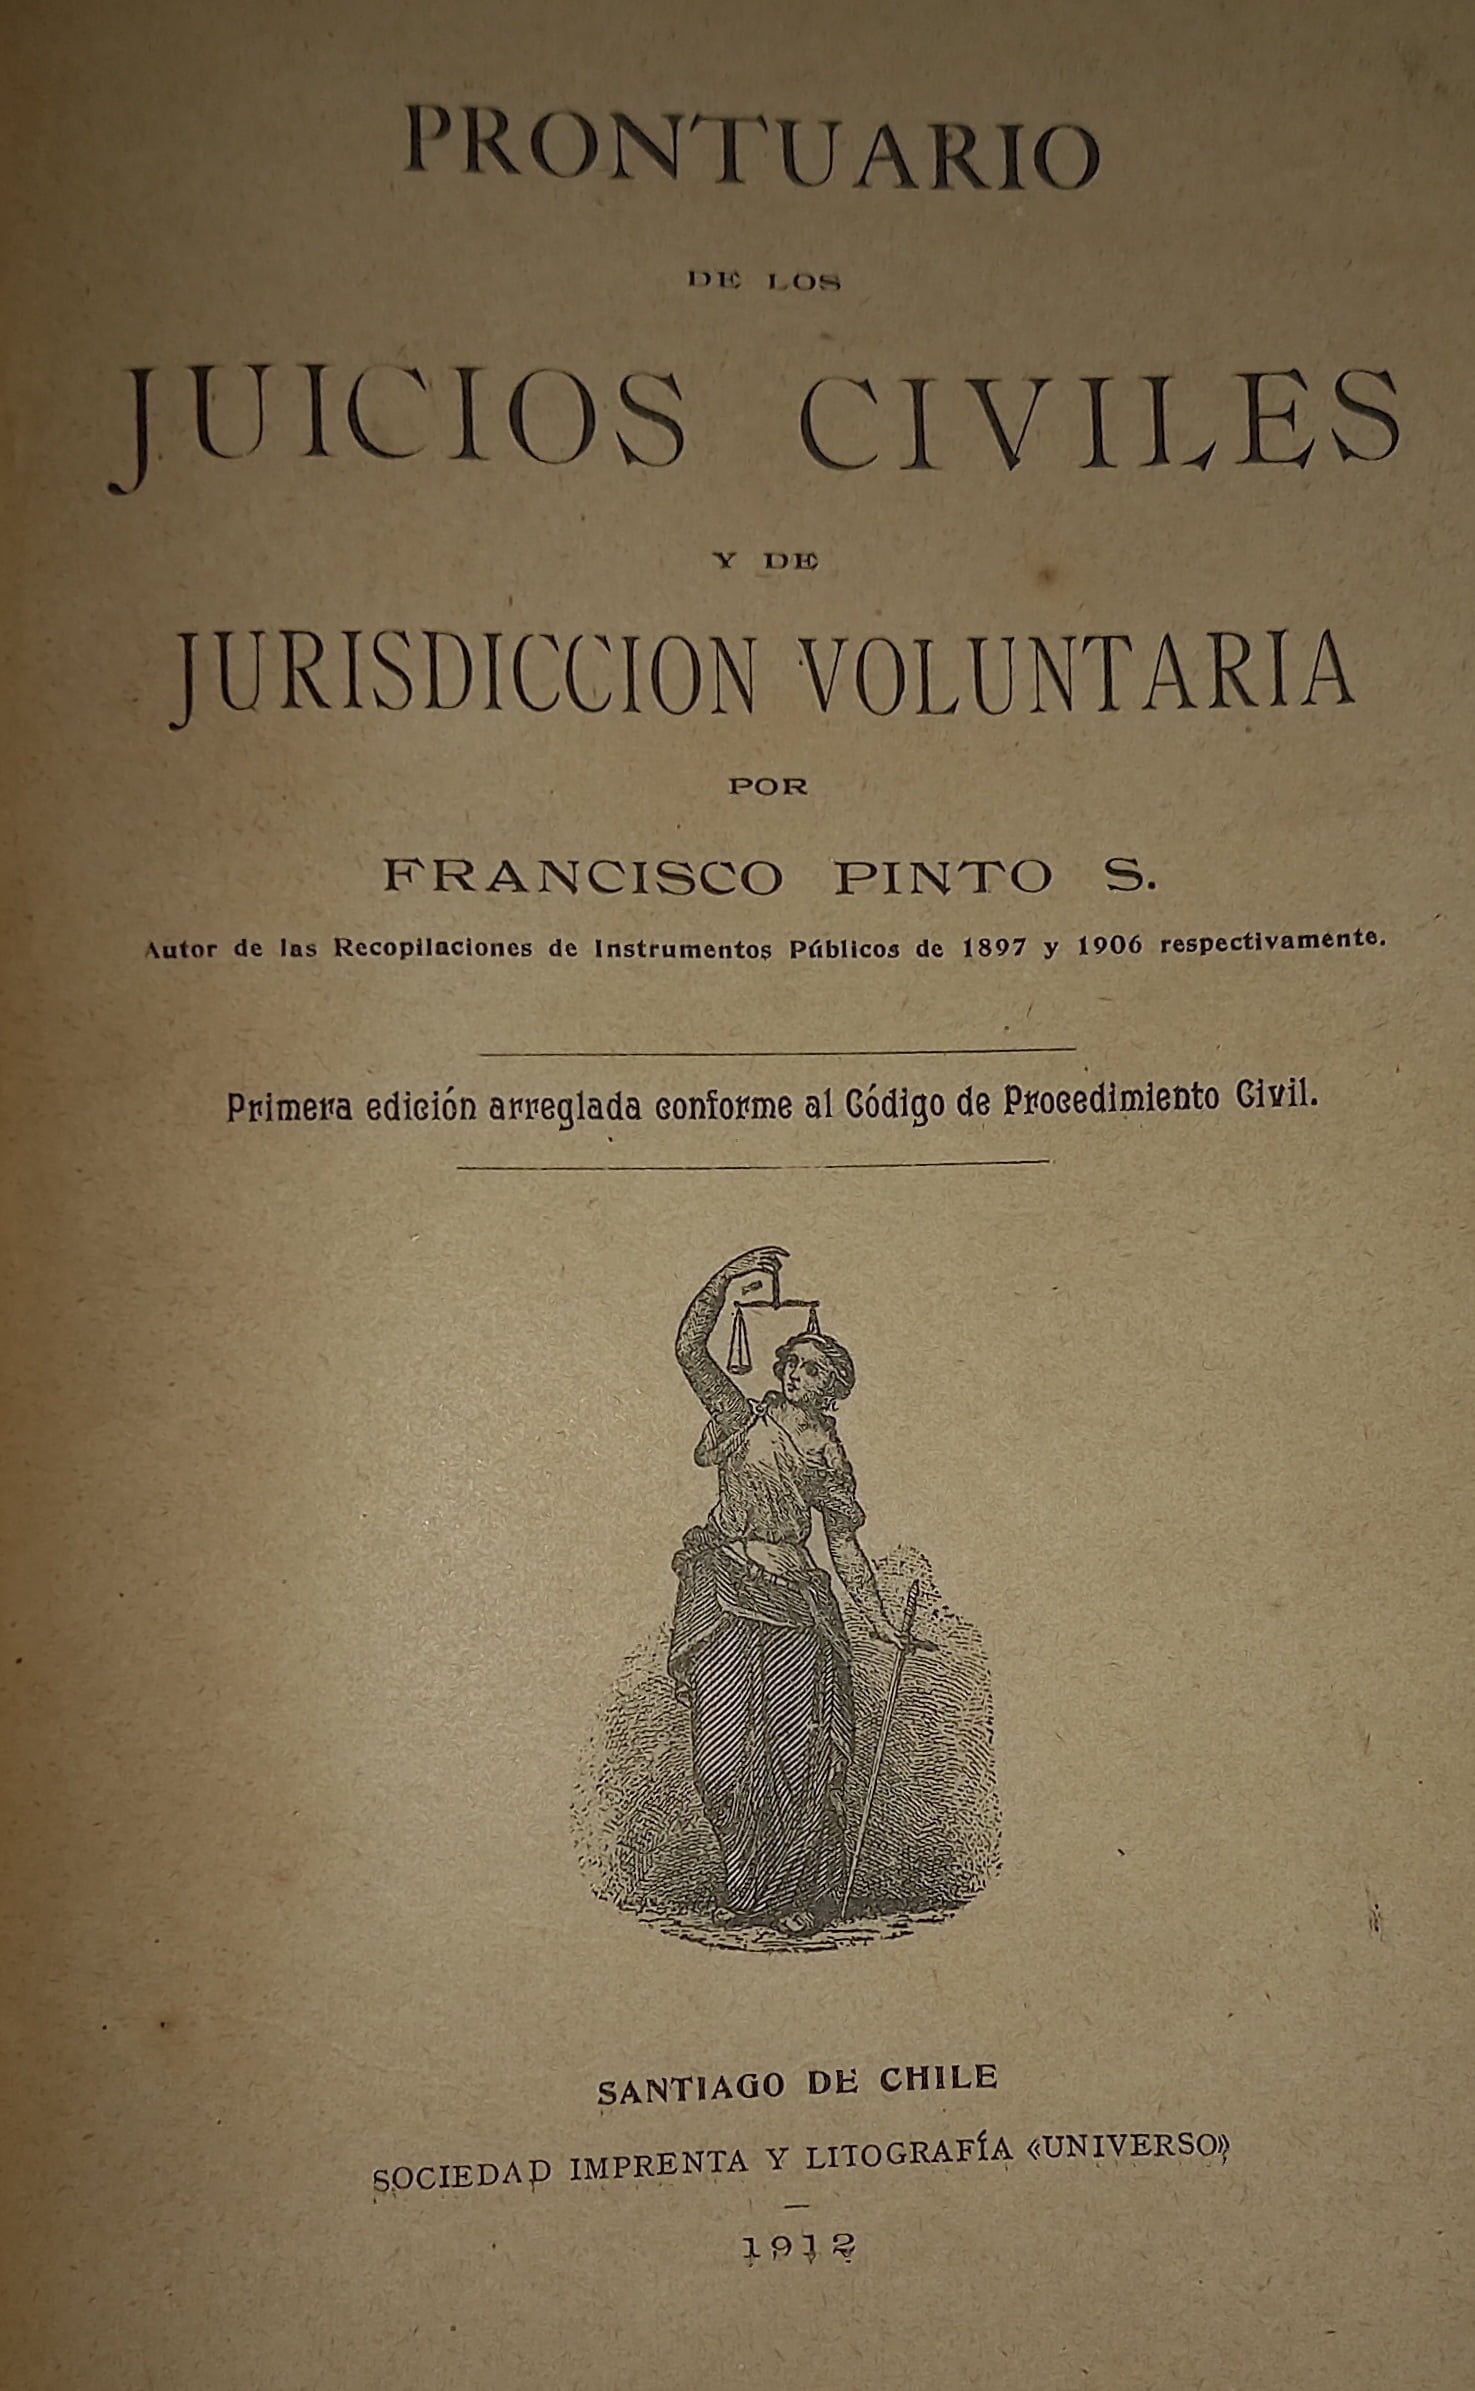 PRONTUARIO
DE LOS
JUICIOS CIVILES
Y DE
JURISDICCION VOLUNTARIA
POR
FRANCISCO PINTO S.
Autor de las Recopilaciones de Instrumentos Públicos de 1897 y 1906 respectivamente.
Primera edición arreglada conforme al Código de Procedimiento Civil.
SANTIAGO DE CHILE
SOCIEDAD IMPRENTA Y LITOGRAFÍA «UNIVERSO»
—
1912